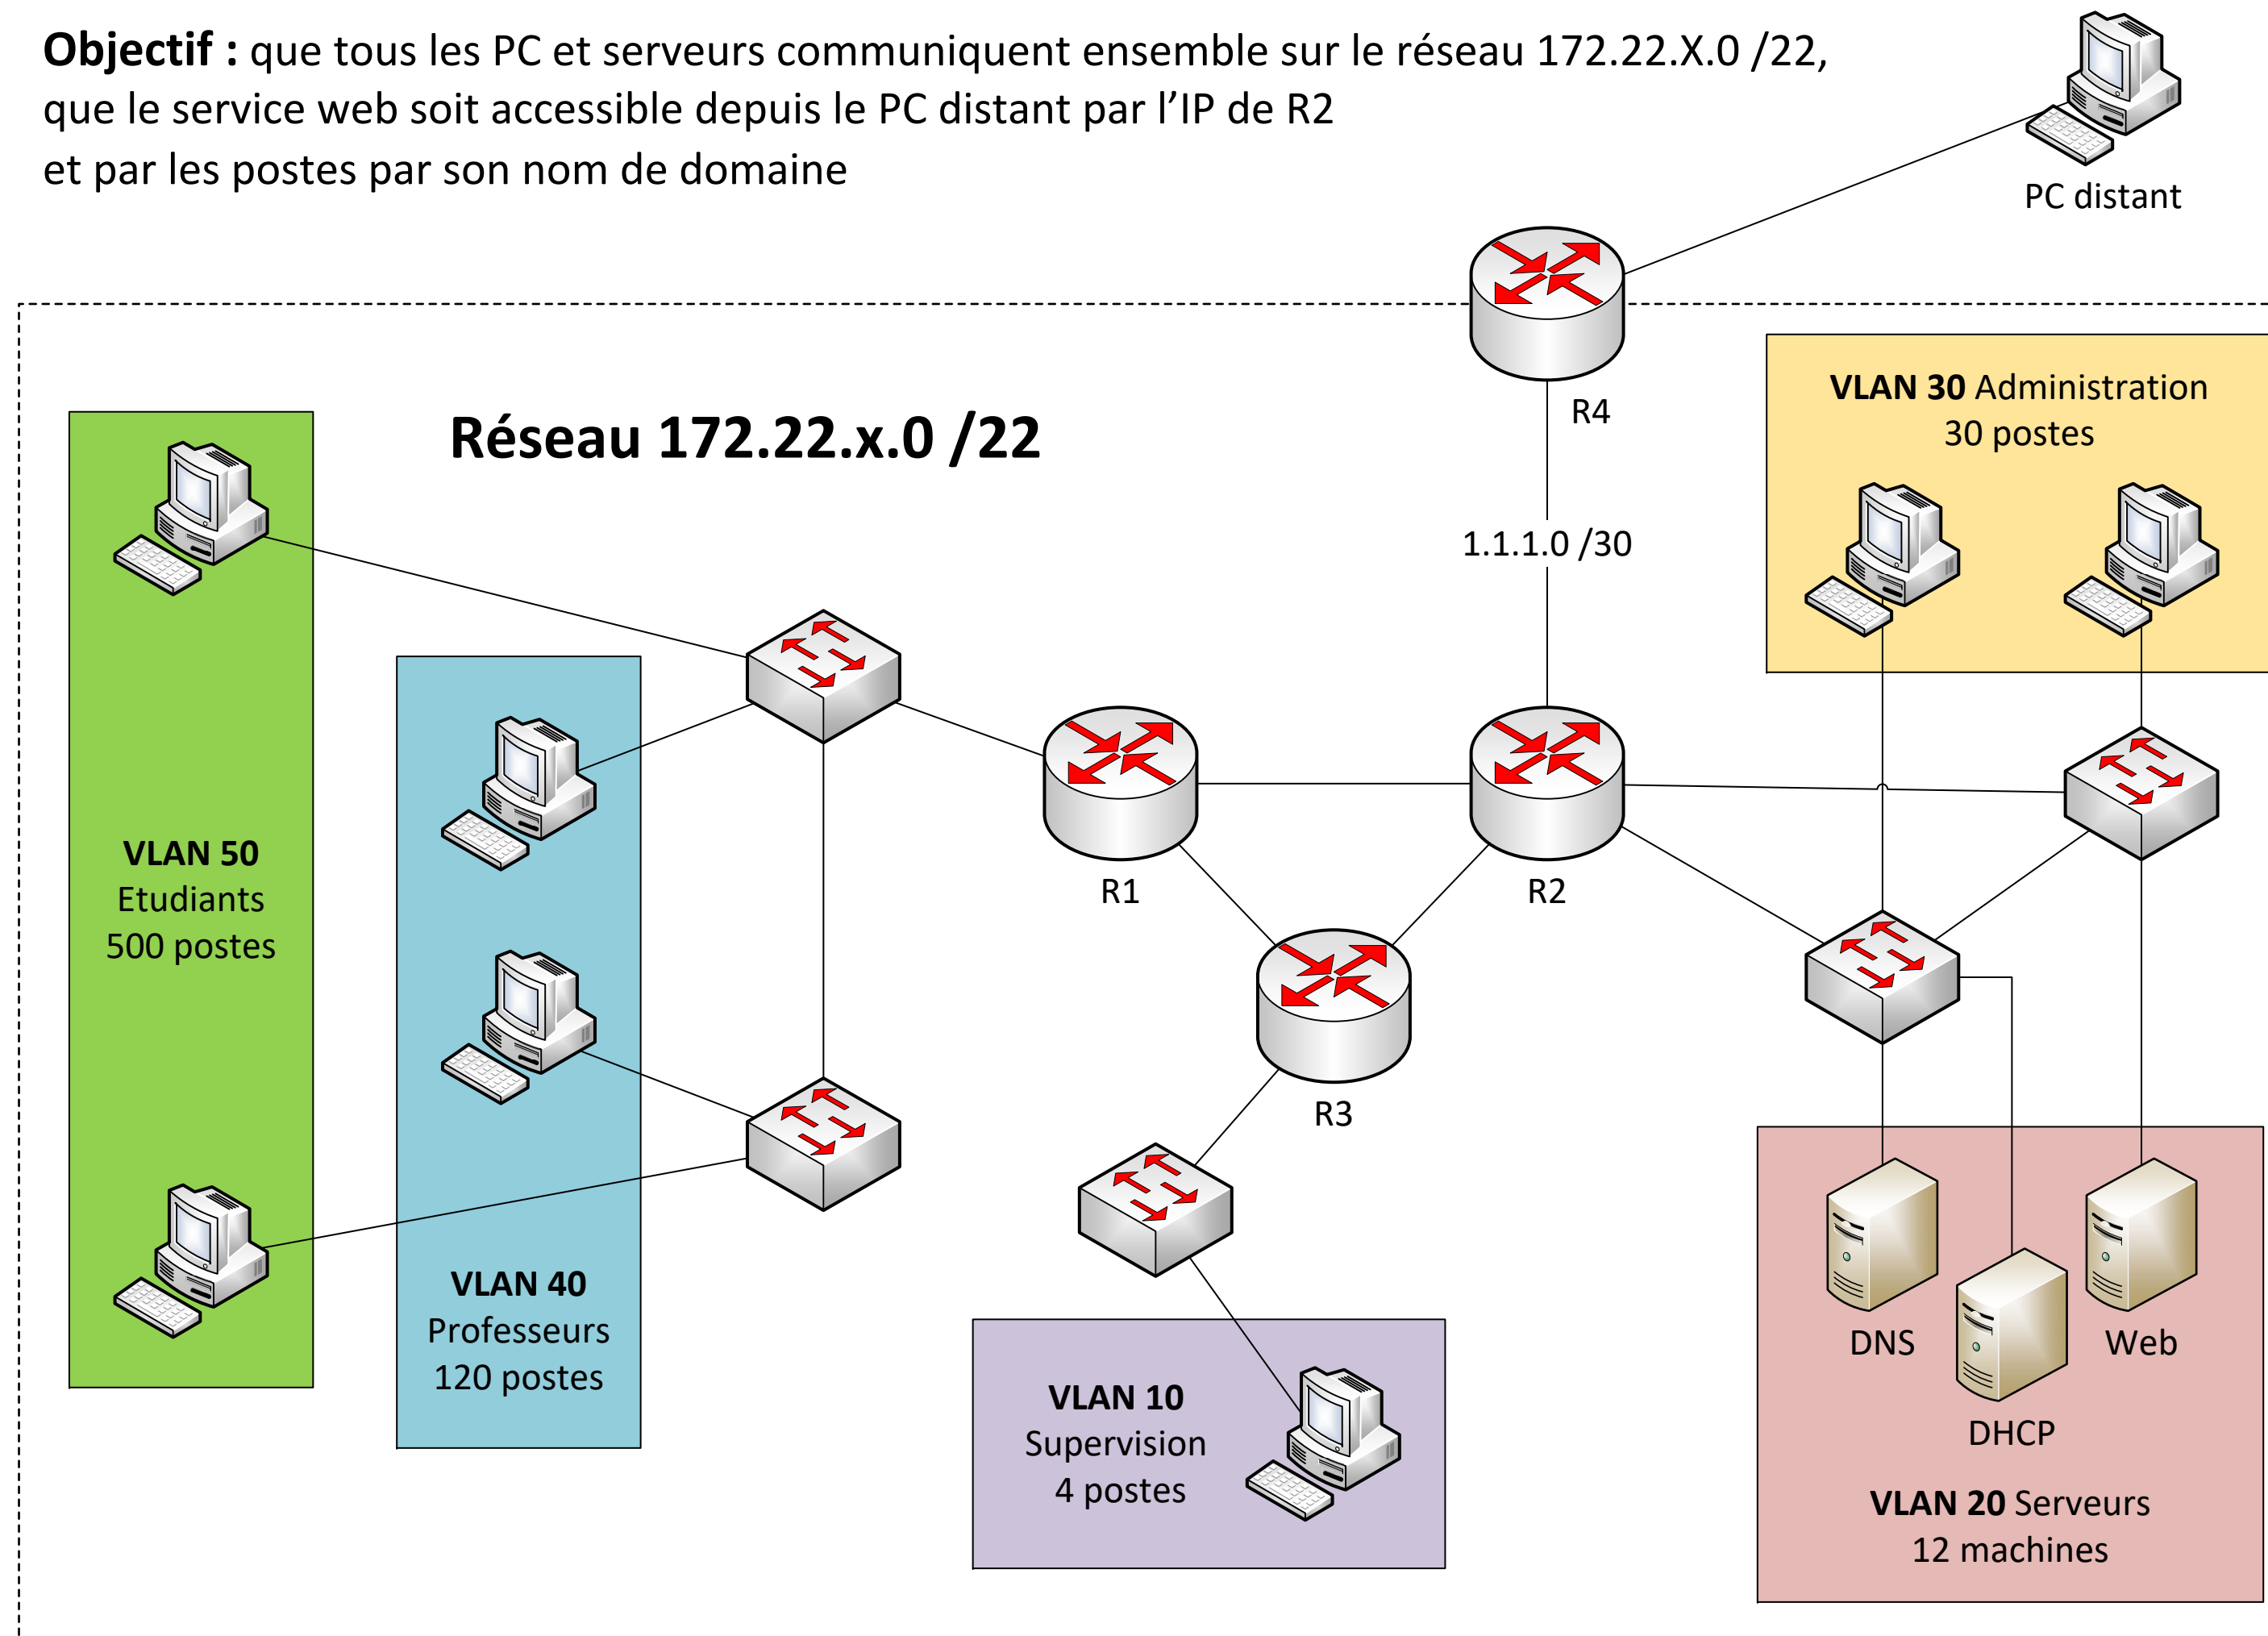 Objectif : que tous les PC et serveurs communiquent ensemble sur le réseau 172.22.X.0 /22,
que le service web soit accessible depuis le PC distant par l'IP de R2
et par les postes par son nom de domaine
PC distant
R4
Réseau 172.22.x.0 /22
1.1.1.0 /30
VLAN 30 Administration
30 postes
VLAN 50
Etudiants
500 postes
R1
R2
R3
VLAN 40
Professeurs
120 postes
VLAN 10
Supervision
4 postes
DNS
Web
DHCP
VLAN 20 Serveurs
12 machines